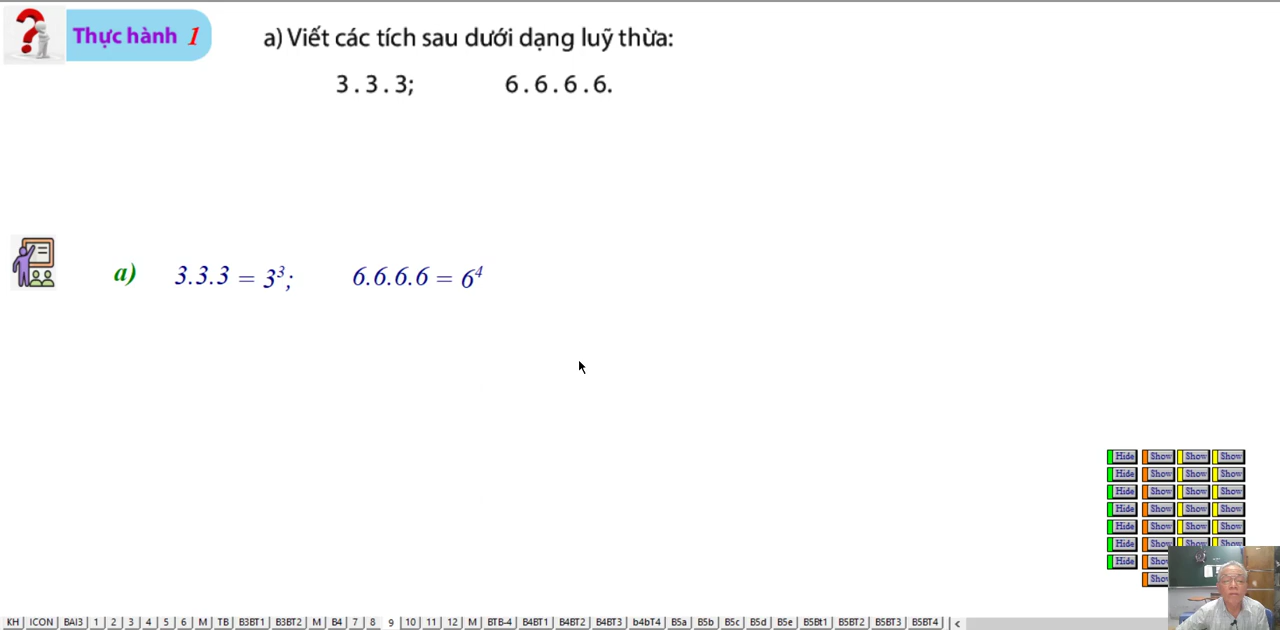 Thực hành 1
a) Viết các tích sau dưới dạng luỹ thừa:
3 . 3 . 3; 6 . 6 . 6 . 6.
a) 3.3.3 = 3³; 6.6.6.6 = 6⁴
Hide Show Show Show
Hide Show Show Show
Hide Show Show Show
Hide Show Show Show
Hide Show Show Show
Hide Show Show Show
Hide Show
Show
KH ICON BAI3 1 2 3 4 5 6 M TB B3BT1 B3BT2 M B4 7 8 9 10 11 12 M BTB-4 B4BT1 B4BT2 B4BT3 b4bT4 B5a B5b B5c B5d B5e B5Bt1 B5BT2 B5BT3 B5BT4 <